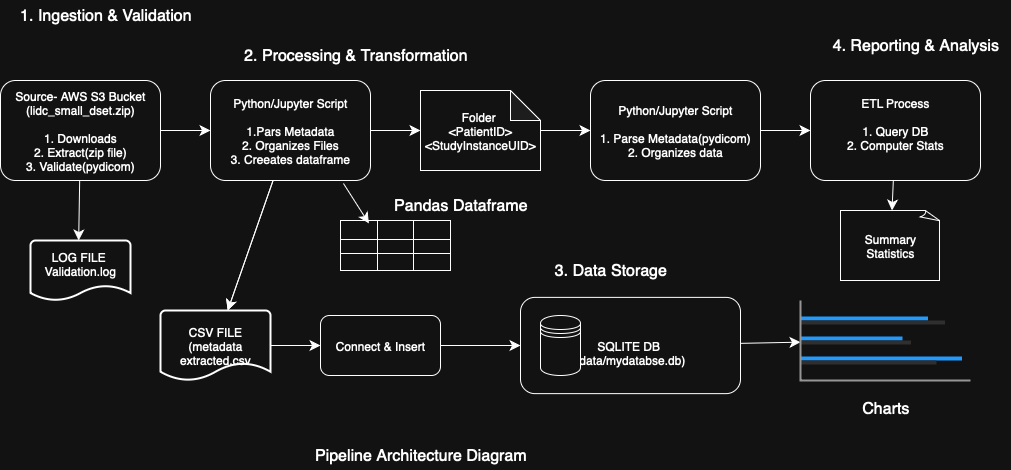 1. Ingestion & Validation
2. Processing & Transformation
4. Reporting & Analysis
Source- AWS S3 Bucket
(lidc_small_dset.zip)
1. Downloads
2. Extract(zip file)
3. Validate(pydicom)
Python/Jupyter Script
1.Pars Metadata
2. Organizes Files
3. Creeates dataframe
Folder
<PatientID>
<StudyInstanceUID>
Python/Jupyter Script
1. Parse Metadata(pydicom)
2. Organizes data
ETL Process
1. Query DB
2. Computer Stats
Pandas Dataframe
LOG FILE
Validation.log
Summary
Statistics
3. Data Storage
CSV FILE
(metadata
extracted.csv
Connect & Insert
SQLITE DB
data/mydatabse.db)
Charts
Pipeline Architecture Diagram